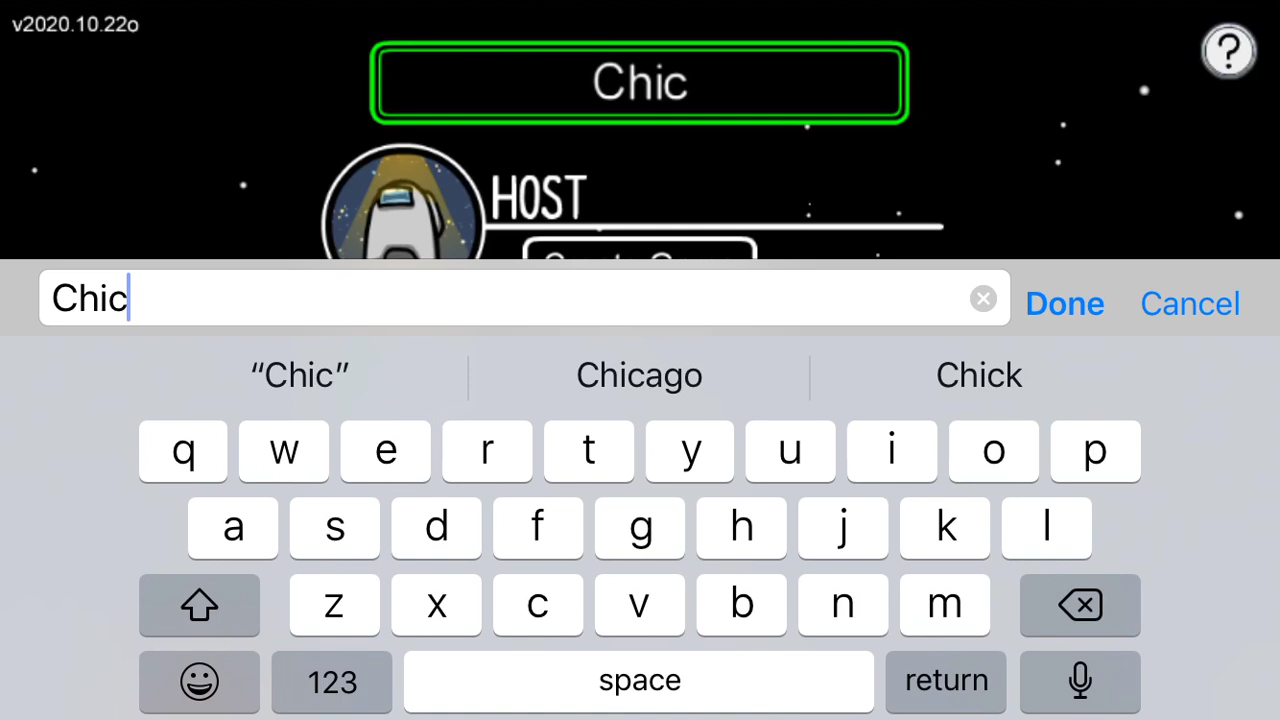 v2020.10.22o
?
Chic
HOST
Chic
Done Cancel
“Chic” Chicago Chick
q w e r t y u i o p
a s d f g h j k l
z x c v b n m
123 space return